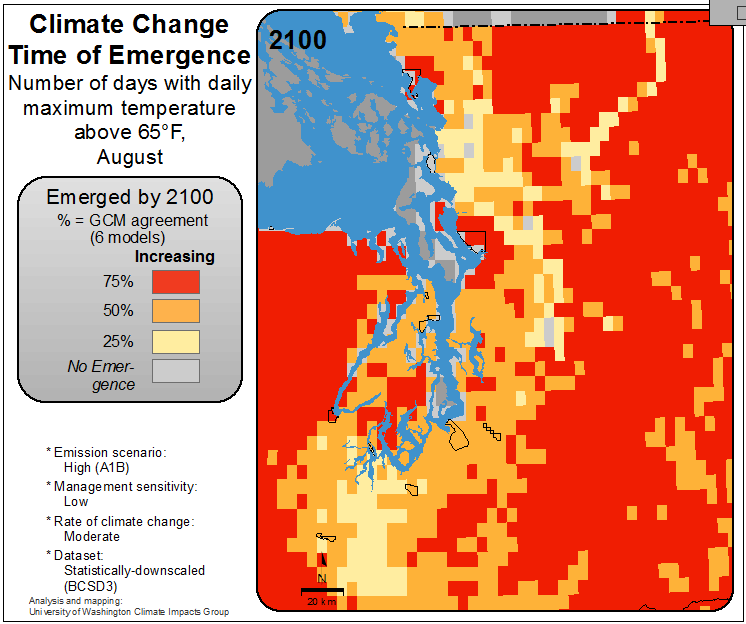 Climate Change
Time of Emergence
Number of days with daily
maximum temperature
above 65°F,
August
Emerged by 2100
% = GCM agreement
(6 models)
Increasing
75%
50%
25%
No Emer-
gence
* Emission scenario:
High (A1B)
* Management sensitivity:
Low
* Rate of climate change:
Moderate
* Dataset:
Statistically-downscaled
(BCSD3)
Analysis and mapping:
University of Washington Climate Impacts Group
2100
N
20 km